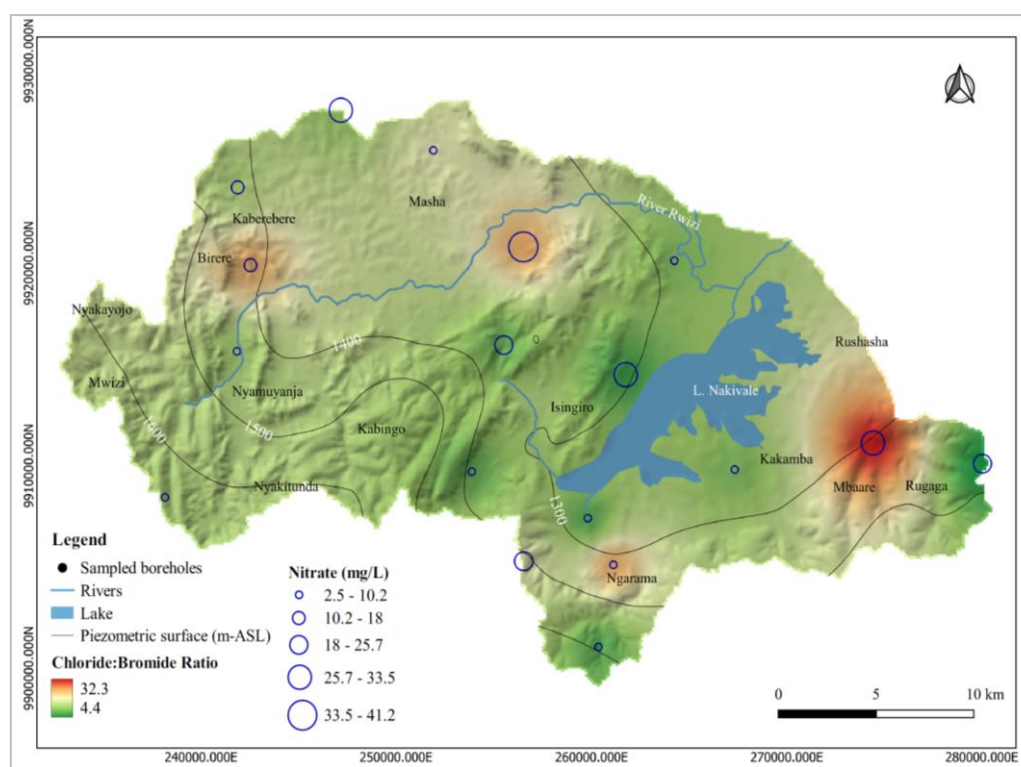 9930000.000N
9920000.000N
9910000.000N
9900000.000N
Masha
Kaberebere
River Rwizi
Birere
Nyakayojo
1400
Q
Rushasha
Mwizi
Nyamuyanja
L. Nakivale
Isingiro
1600
1500
Kabingo
Kakamba
Nyakitunda
Mbaare
Rugaga
1300
Ngarama
Legend
Sampled boreholes
Rivers
Lake
Piezometric surface (m-ASL)
Chloride:Bromide Ratio
32.3
4.4
Nitrate (mg/L)
2.5 - 10.2
10.2 - 18
18 - 25.7
25.7 - 33.5
33.5 - 41.2
0 5 10 km
240000.000E 250000.000E 260000.000E 270000.000E 280000.000E